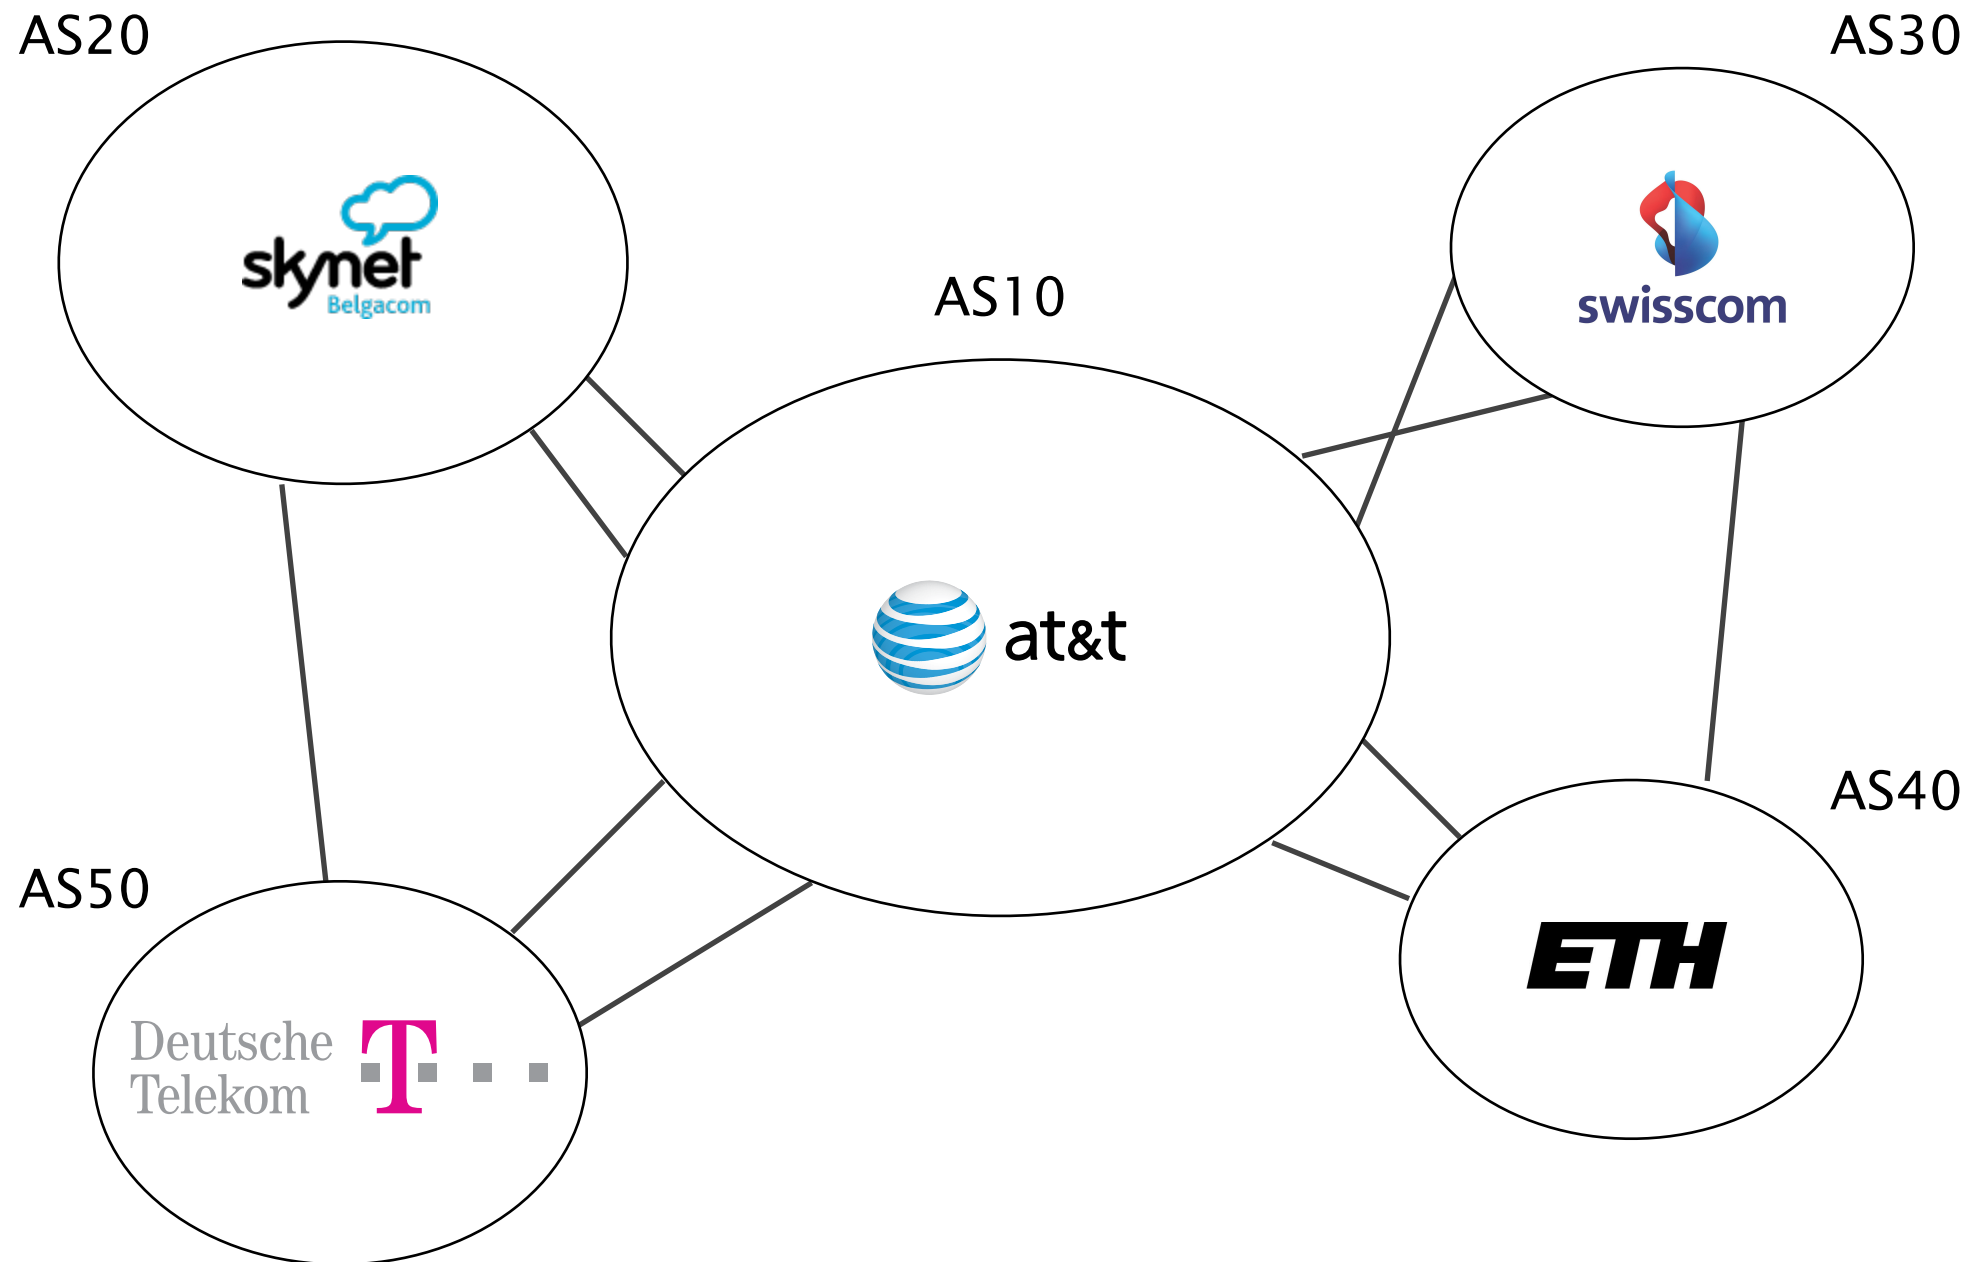 AS20
AS30
skynet
Belgacom
swisscom
AS10
at&t
AS40
AS50
ETH
Deutsche
Telekom
T